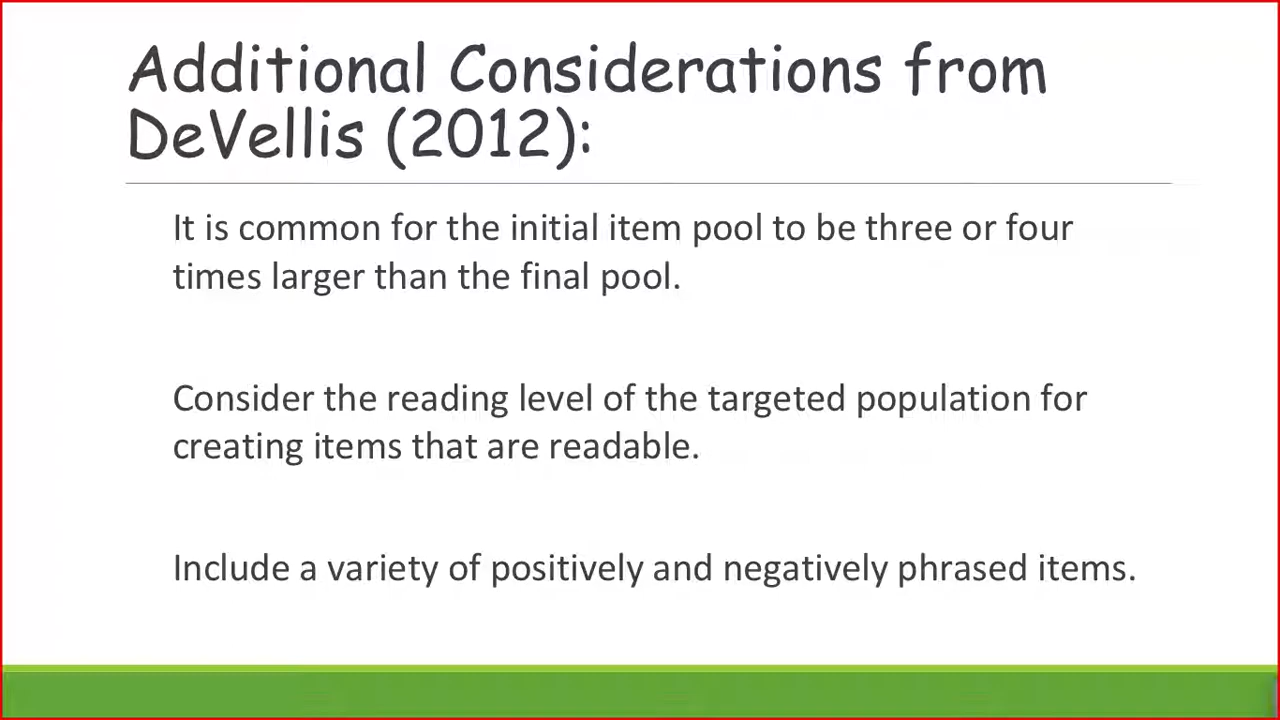 Additional Considerations from
DeVellis (2012):
It is common for the initial item pool to be three or four
times larger than the final pool.
Consider the reading level of the targeted population for
creating items that are readable.
Include a variety of positively and negatively phrased items.